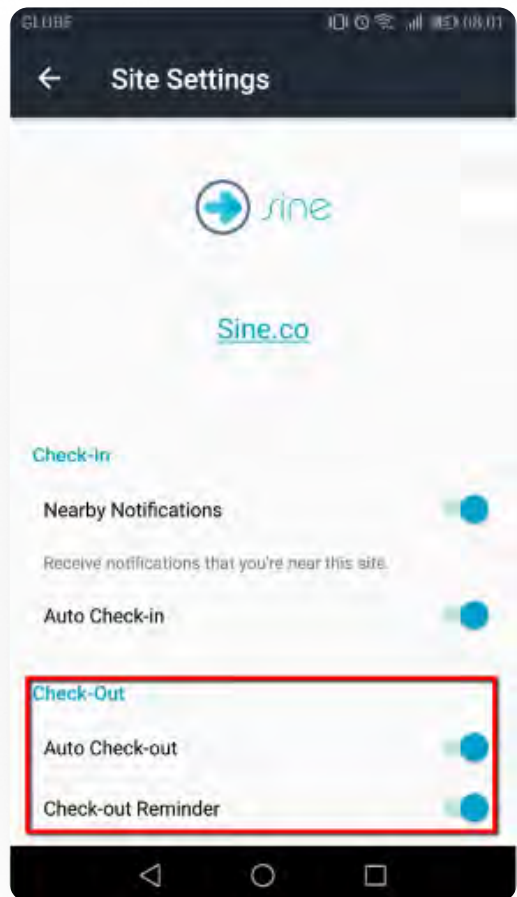 GLOBE 08:01
Site Settings
sine
Sine.co
Check-in
Nearby Notifications
Receive notifications that you're near this site.
Auto Check-in
Check-Out
Auto Check-out
Check-out Reminder